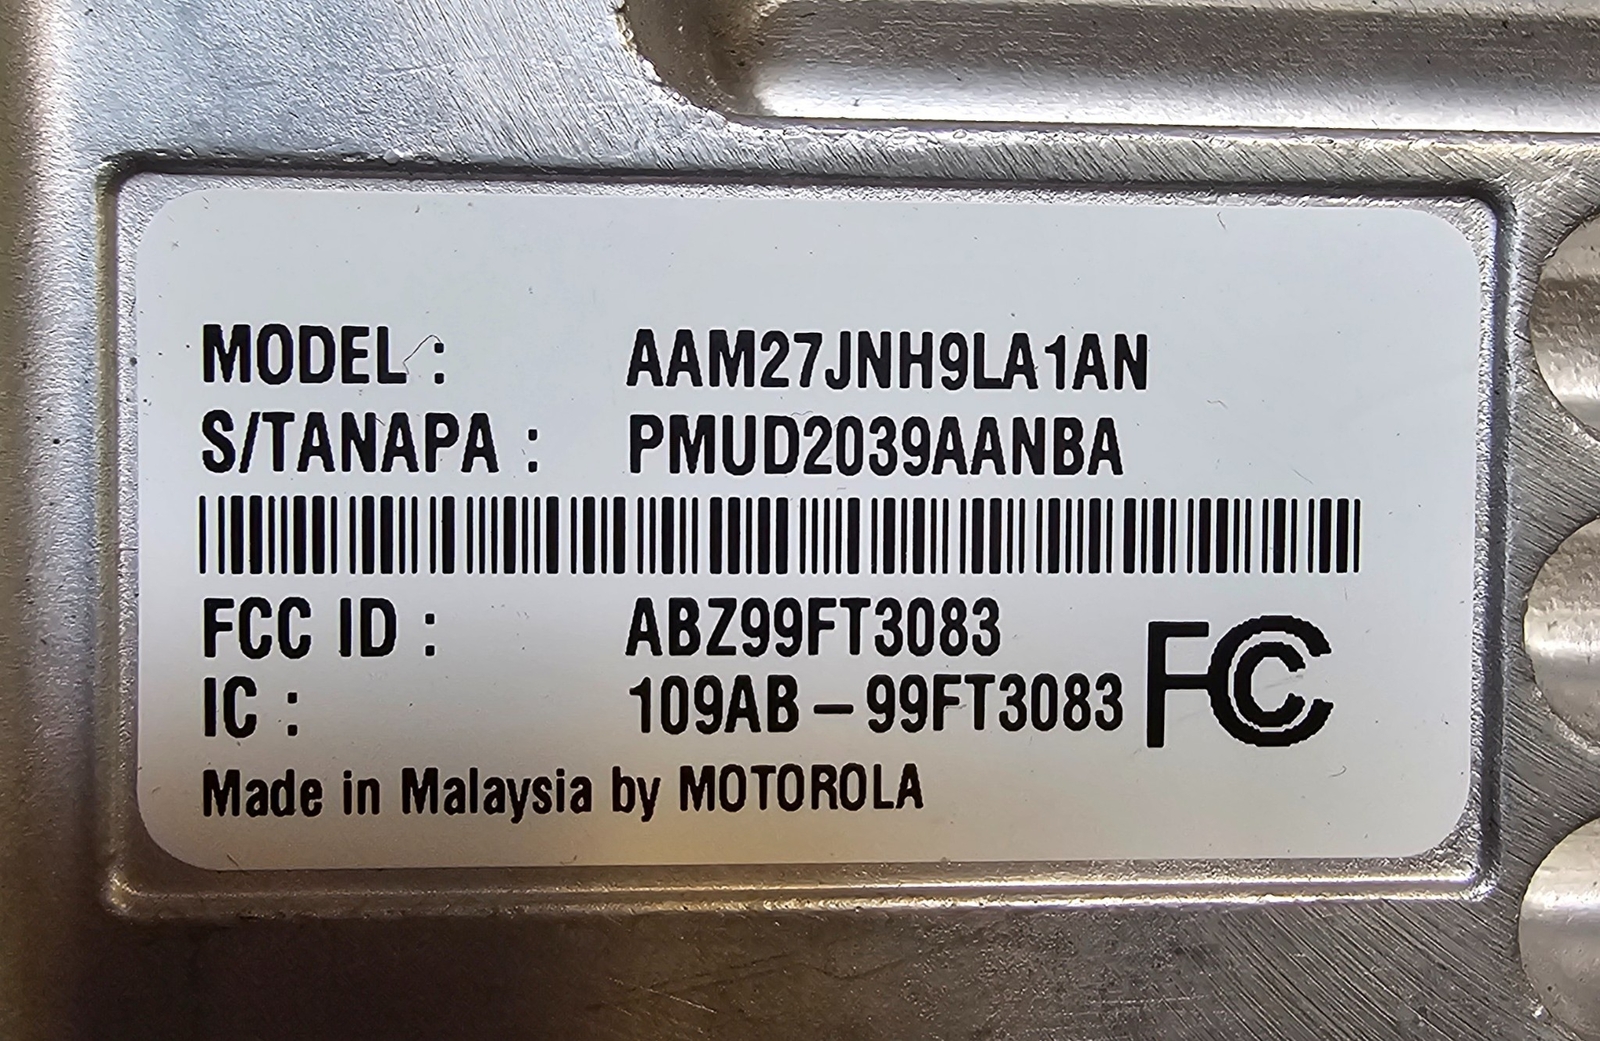 MODEL : AAM27JNH9LA1AN
S/TANAPA : PMUD2039AANBA
FCC ID : ABZ99FT3083
IC : 109AB – 99FT3083
FC
Made in Malaysia by MOTOROLA